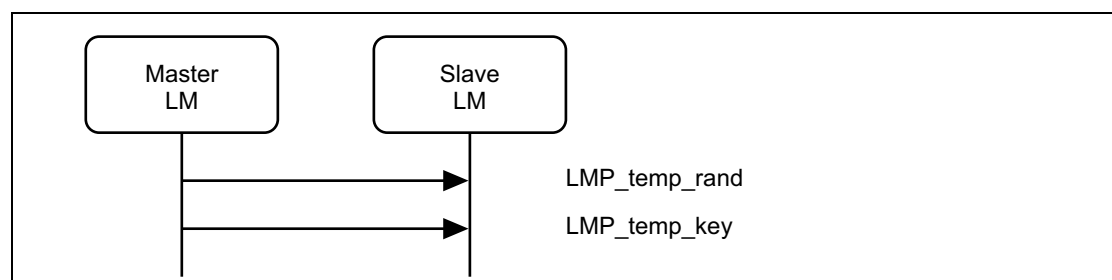 Master
LM
Slave
LM
LMP_temp_rand
LMP_temp_key